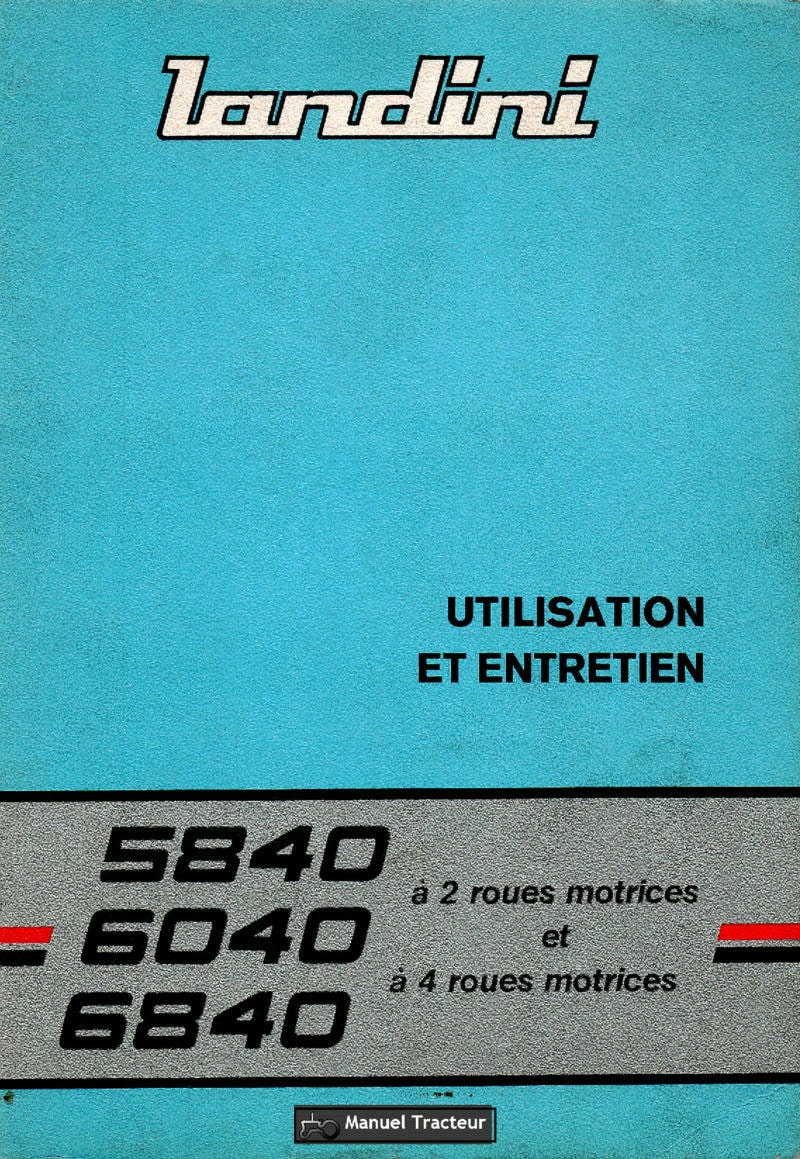 Landini
UTILISATION
ET ENTRETIEN
5840
6040
6840
à 2 roues motrices
et
à 4 roues motrices
Manuel Tracteur